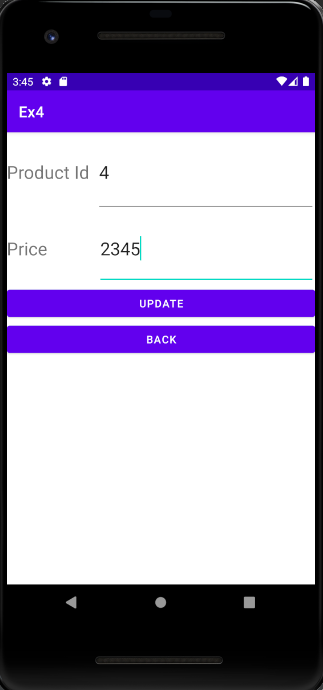 3:45
Ex4
Product Id 4
Price 2345
UPDATE
BACK